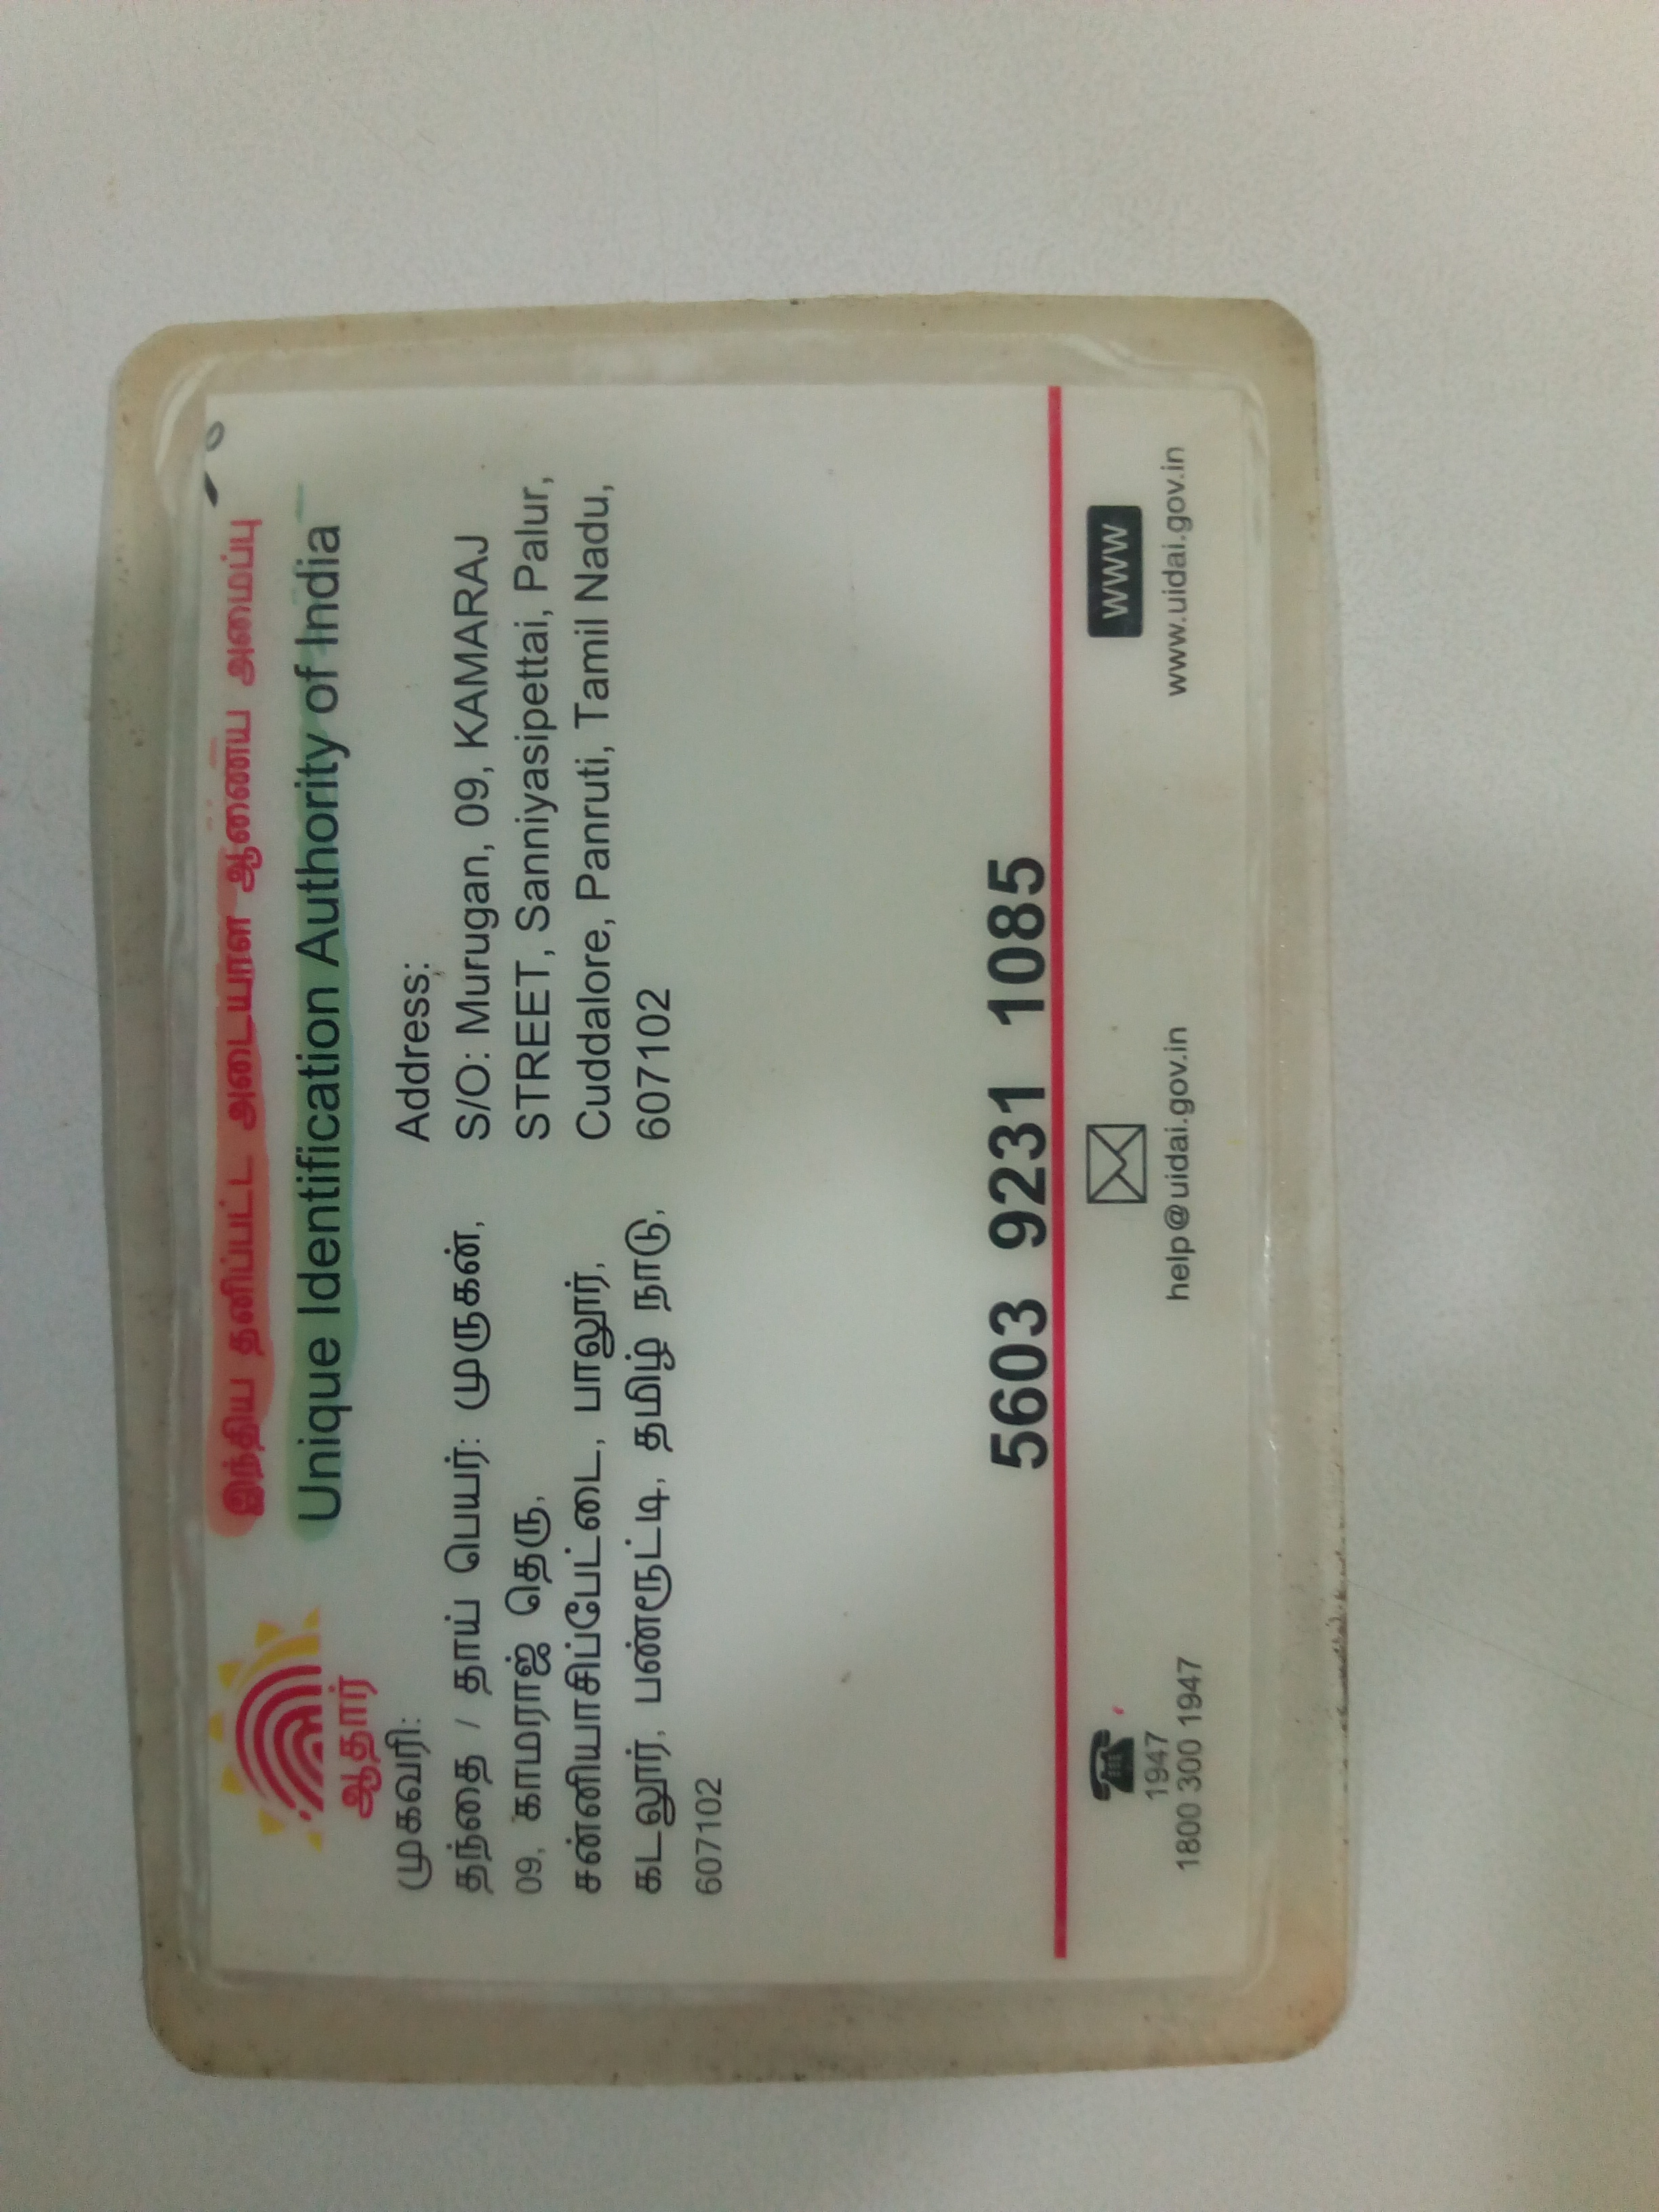 இந்திய தனிப்பட்ட அடையாள ஆணைய அமைப்பு
Unique Identification Authority of India
ஆதார்
முகவரி:
தந்தை / தாய் பெயர்: முருகன்,
09, காமராஜ் தெரு,
சன்னியாசிப்பேட்டை, பாலூர்,
கடலூர், பண்ருட்டி, தமிழ் நாடு,
607102
Address:
S/O: Murugan, 09, KAMARAJ
STREET, Sanniyasipettai, Palur,
Cuddalore, Panruti, Tamil Nadu,
607102
5603 9231 1085
1947
1800 300 1947
help@uidai.gov.in
WWW
www.uidai.gov.in